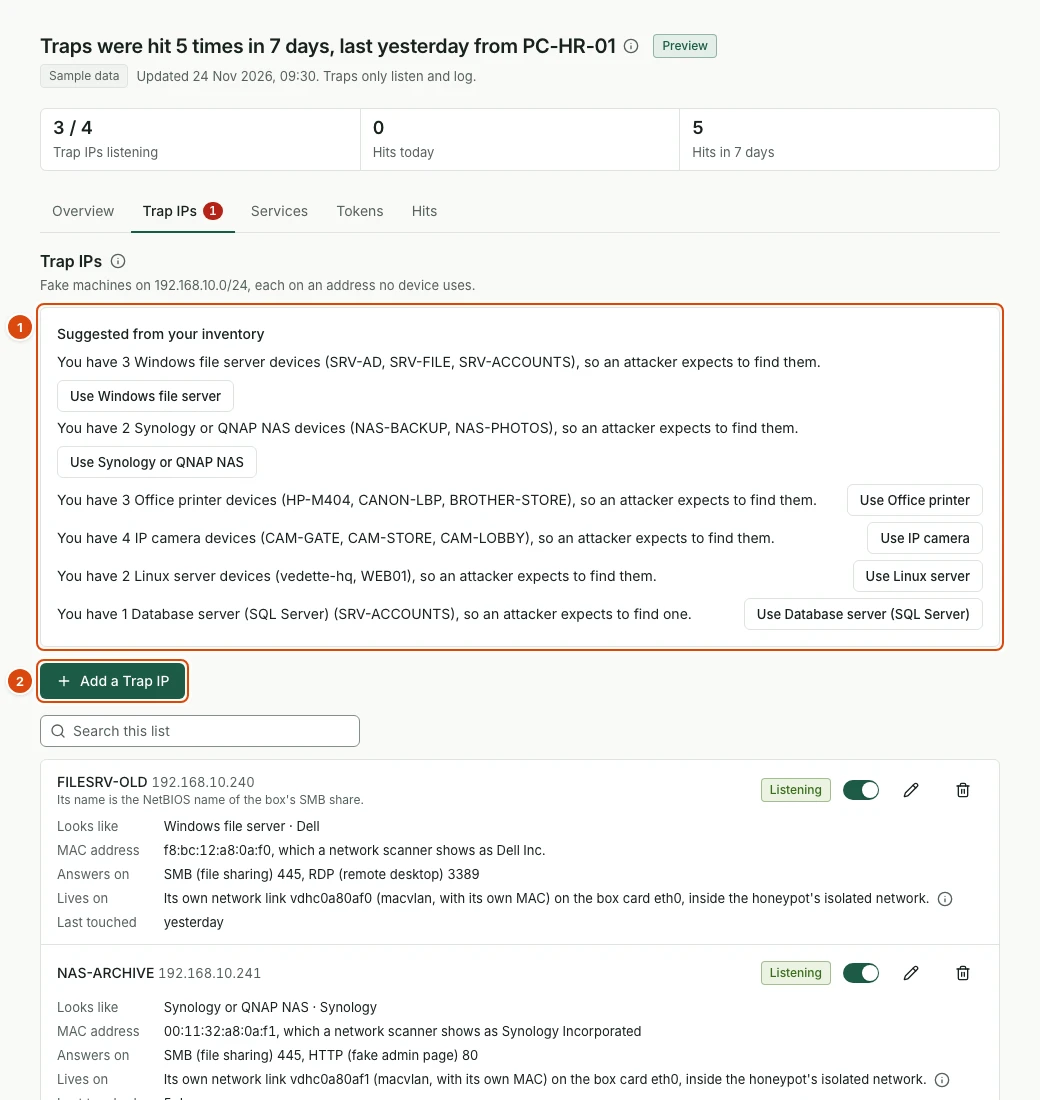 Traps were hit 5 times in 7 days, last yesterday from PC-HR-01 Preview
Sample data Updated 24 Nov 2026, 09:30. Traps only listen and log.
3 / 4
Trap IPs listening
0
Hits today
5
Hits in 7 days
Overview Trap IPs 1 Services Tokens Hits
Trap IPs
Fake machines on 192.168.10.0/24, each on an address no device uses.
1
Suggested from your inventory
You have 3 Windows file server devices (SRV-AD, SRV-FILE, SRV-ACCOUNTS), so an attacker expects to find them.
Use Windows file server
You have 2 Synology or QNAP NAS devices (NAS-BACKUP, NAS-PHOTOS), so an attacker expects to find them.
Use Synology or QNAP NAS
You have 3 Office printer devices (HP-M404, CANON-LBP, BROTHER-STORE), so an attacker expects to find them. Use Office printer
You have 4 IP camera devices (CAM-GATE, CAM-STORE, CAM-LOBBY), so an attacker expects to find them. Use IP camera
You have 2 Linux server devices (vedette-hq, WEB01), so an attacker expects to find them. Use Linux server
You have 1 Database server (SQL Server) (SRV-ACCOUNTS), so an attacker expects to find one. Use Database server (SQL Server)
2
+ Add a Trap IP
Search this list
FILESRV-OLD 192.168.10.240 Listening
Its name is the NetBIOS name of the box's SMB share.
Looks like Windows file server · Dell
MAC address f8:bc:12:a8:0a:f0, which a network scanner shows as Dell Inc.
Answers on SMB (file sharing) 445, RDP (remote desktop) 3389
Lives on Its own network link vdhc0a80af0 (macvlan, with its own MAC) on the box card eth0, inside the honeypot's isolated network.
Last touched yesterday
NAS-ARCHIVE 192.168.10.241 Listening
Looks like Synology or QNAP NAS · Synology
MAC address 00:11:32:a8:0a:f1, which a network scanner shows as Synology Incorporated
Answers on SMB (file sharing) 445, HTTP (fake admin page) 80
Lives on Its own network link vdhc0a80af1 (macvlan, with its own MAC) on the box card eth0, inside the honeypot's isolated network.